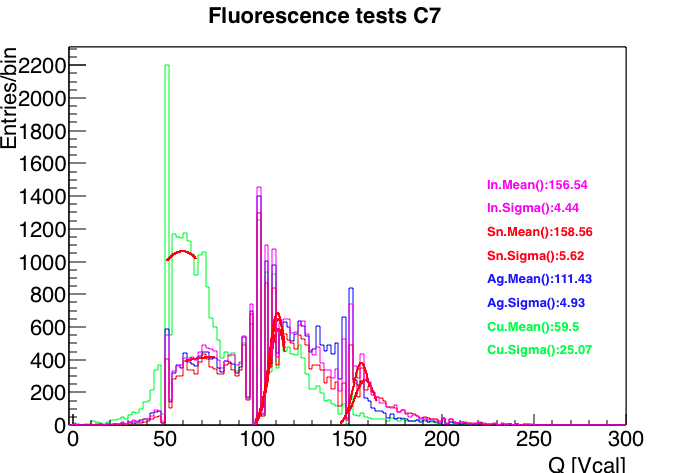 Fluorescence tests C7
Entries/bin
2200
2000
1800
1600
1400
1200
1000
800
600
400
200
0
In.Mean():156.54
In.Sigma():4.44
Sn.Mean():158.56
Sn.Sigma():5.62
Ag.Mean():111.43
Ag.Sigma():4.93
Cu.Mean():59.5
Cu.Sigma():25.07
0 50 100 150 200 250 300
Q [Vcal]